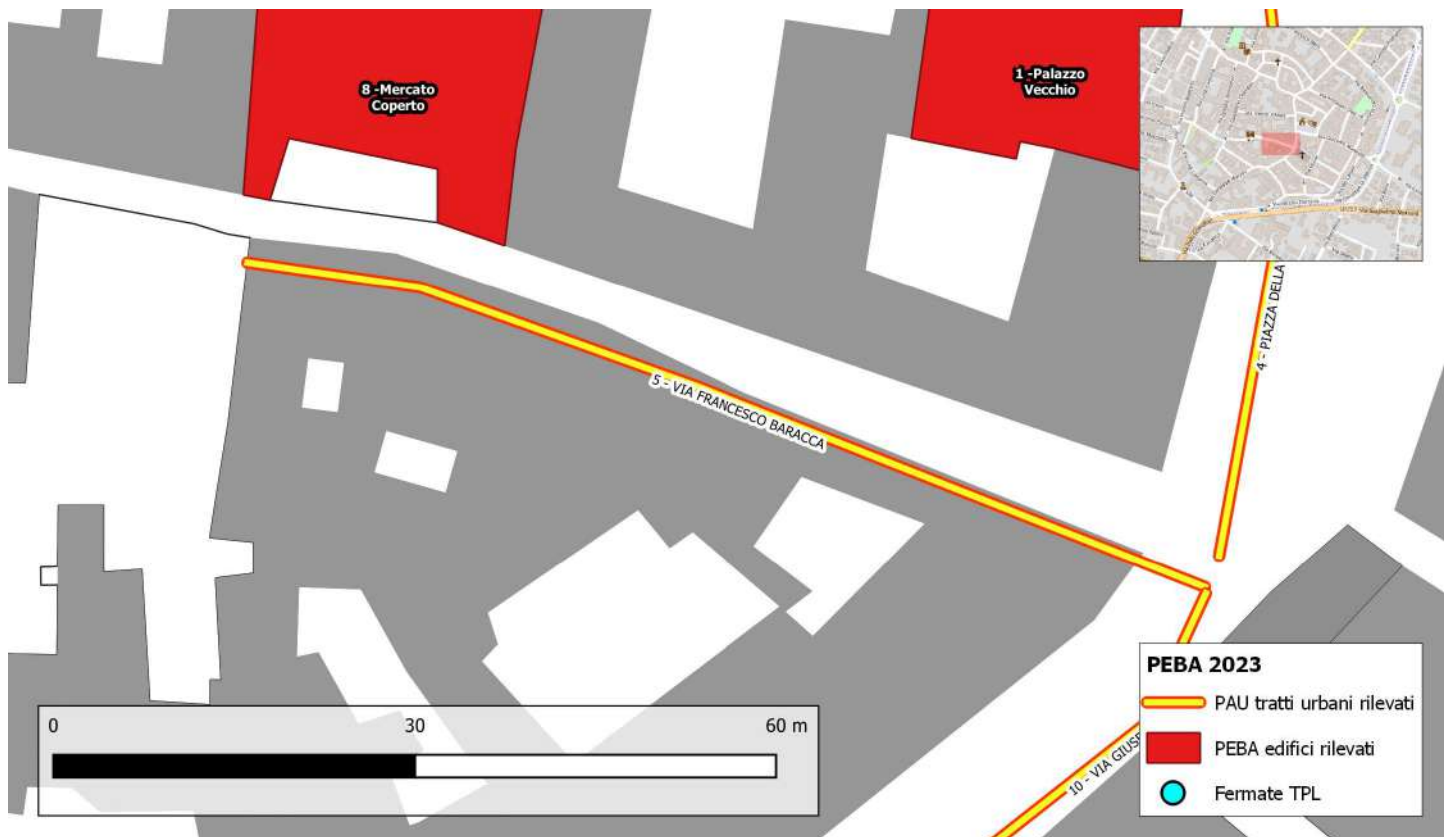 8 -Mercato
Coperto
1 -Palazzo
Vecchio
4 - PIAZZA DELLA
5 - VIA FRANCESCO BARACCA
10 - VIA GIUSE
PEBA 2023
PAU tratti urbani rilevati
PEBA edifici rilevati
Fermate TPL
0 30 60 m